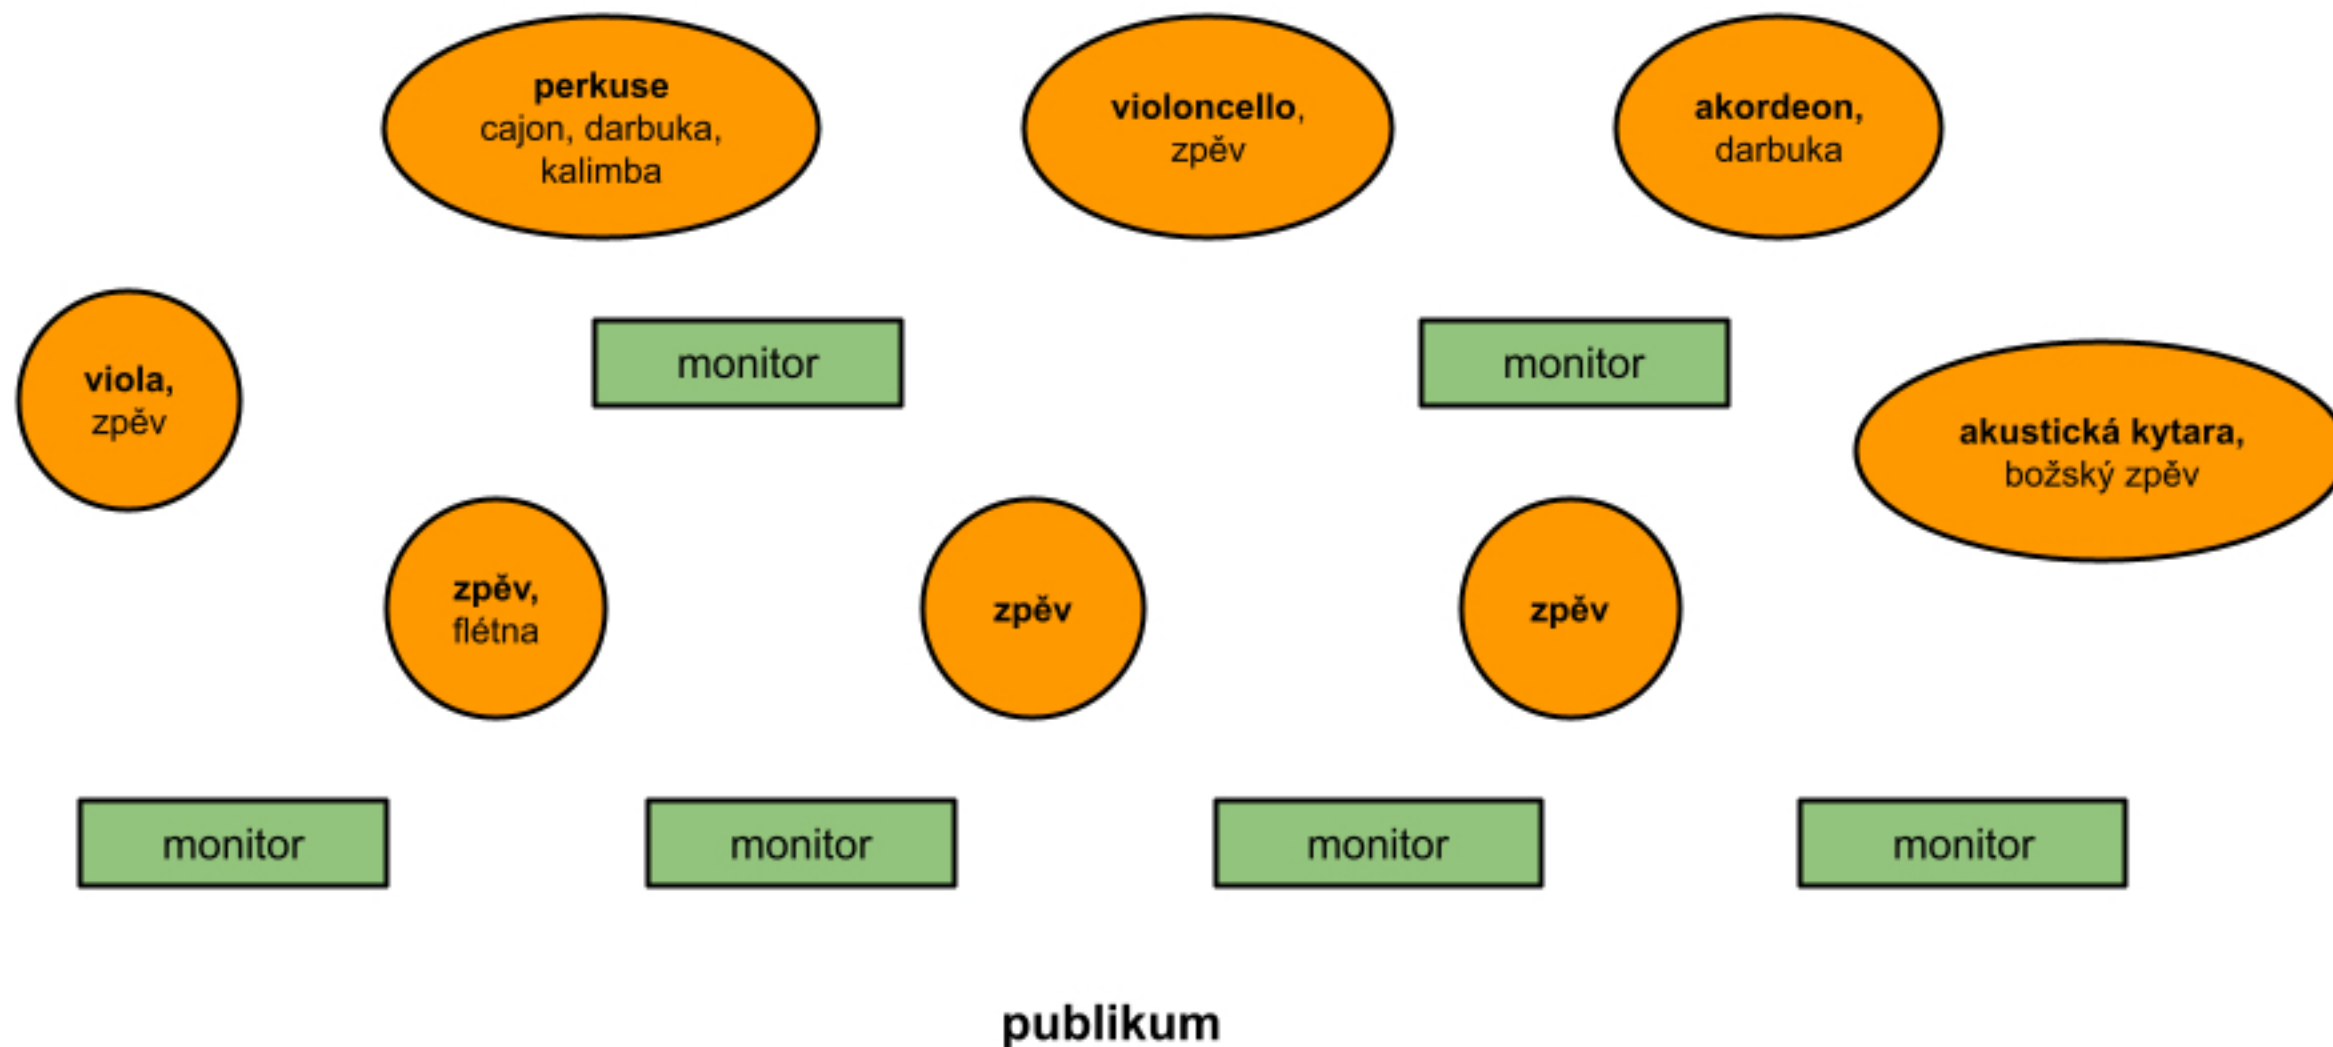 perkuse
cajon, darbuka,
kalimba
violoncello,
zpěv
akordeon,
darbuka
viola,
zpěv
monitor
monitor
akustická kytara,
božský zpěv
zpěv,
flétna
zpěv
zpěv
monitor
monitor
monitor
monitor
publikum